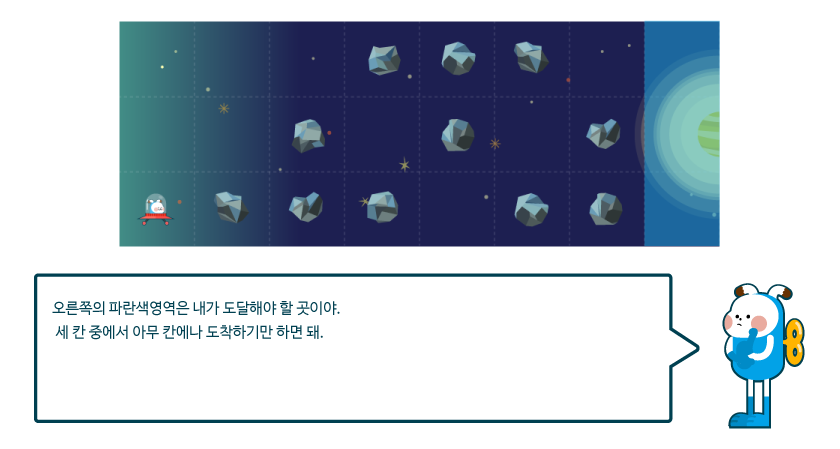 오른쪽의 파란색영역은 내가 도달해야 할 곳이야.
세 칸 중에서 아무 칸에나 도착하기만 하면 돼.